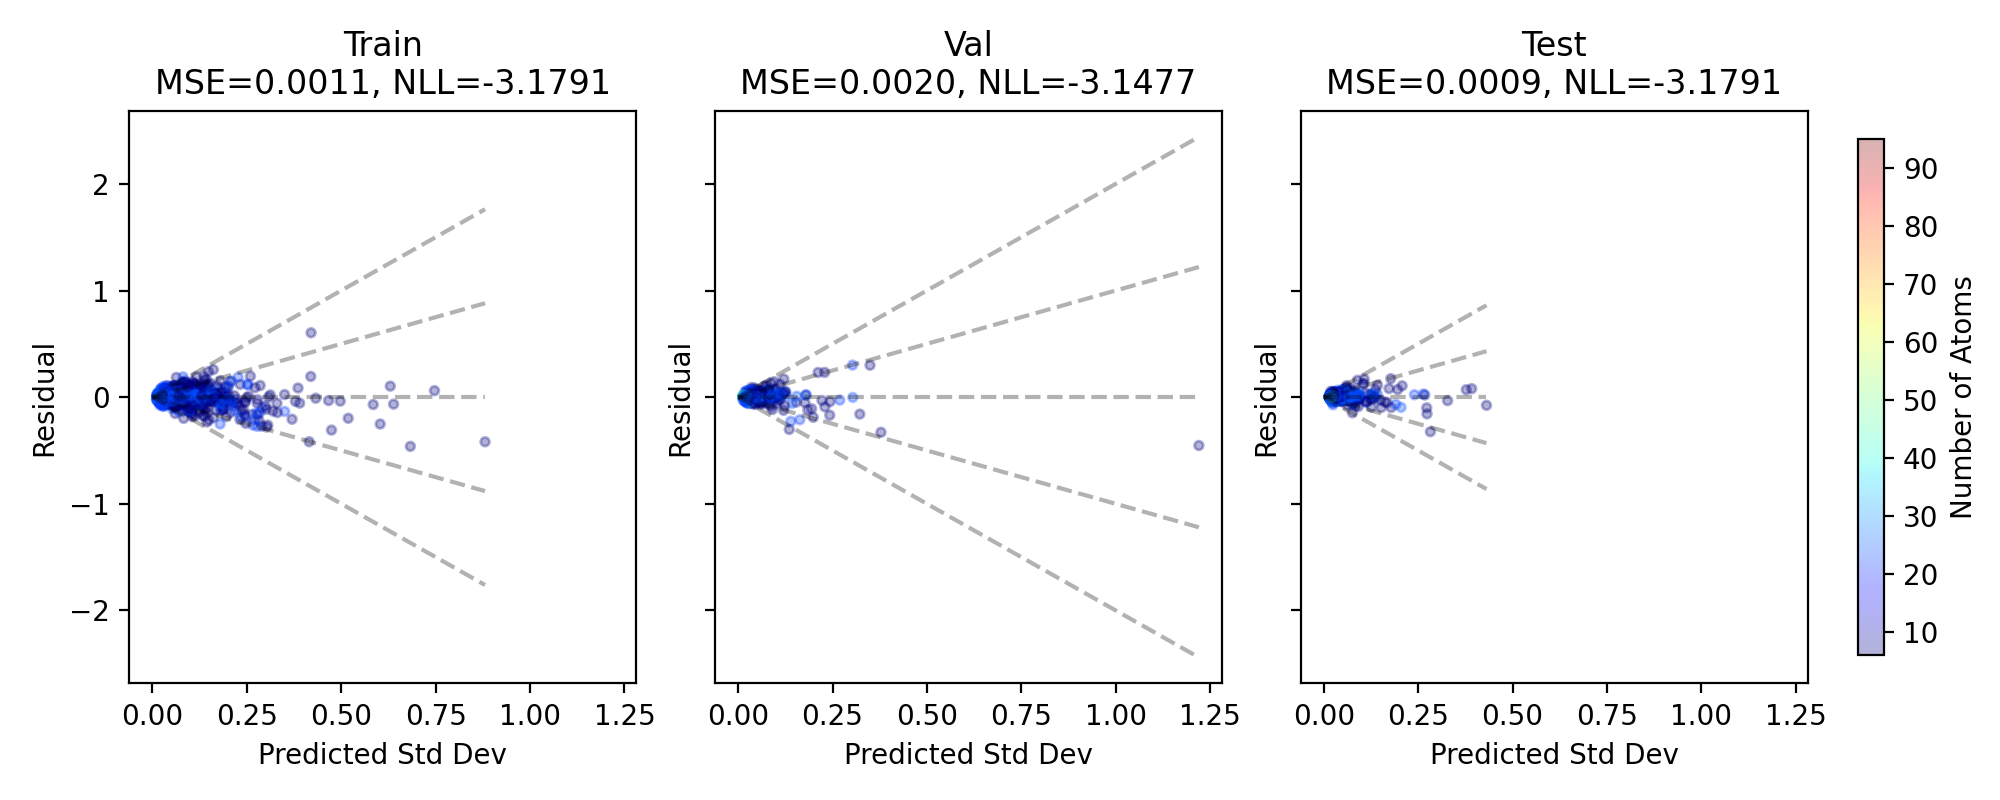 Train
MSE=0.0011, NLL=-3.1791
Val
MSE=0.0020, NLL=-3.1477
Test
MSE=0.0009, NLL=-3.1791
2
1
0
−1
−2
Residual
Residual
Residual
0.00 0.25 0.50 0.75 1.00 1.25
Predicted Std Dev
0.00 0.25 0.50 0.75 1.00 1.25
Predicted Std Dev
0.00 0.25 0.50 0.75 1.00 1.25
Predicted Std Dev
90
80
70
60
50
40
30
20
10
Number of Atoms